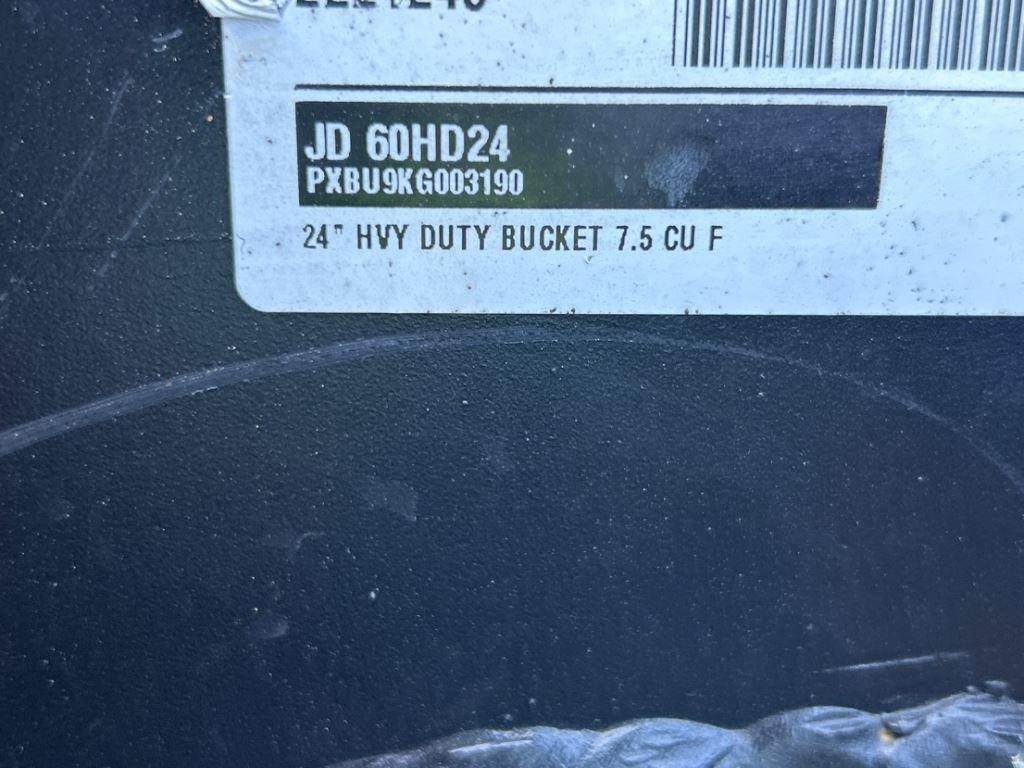 JD 60HD24
PXBU9KG003190
24" HVY DUTY BUCKET 7.5 CU F